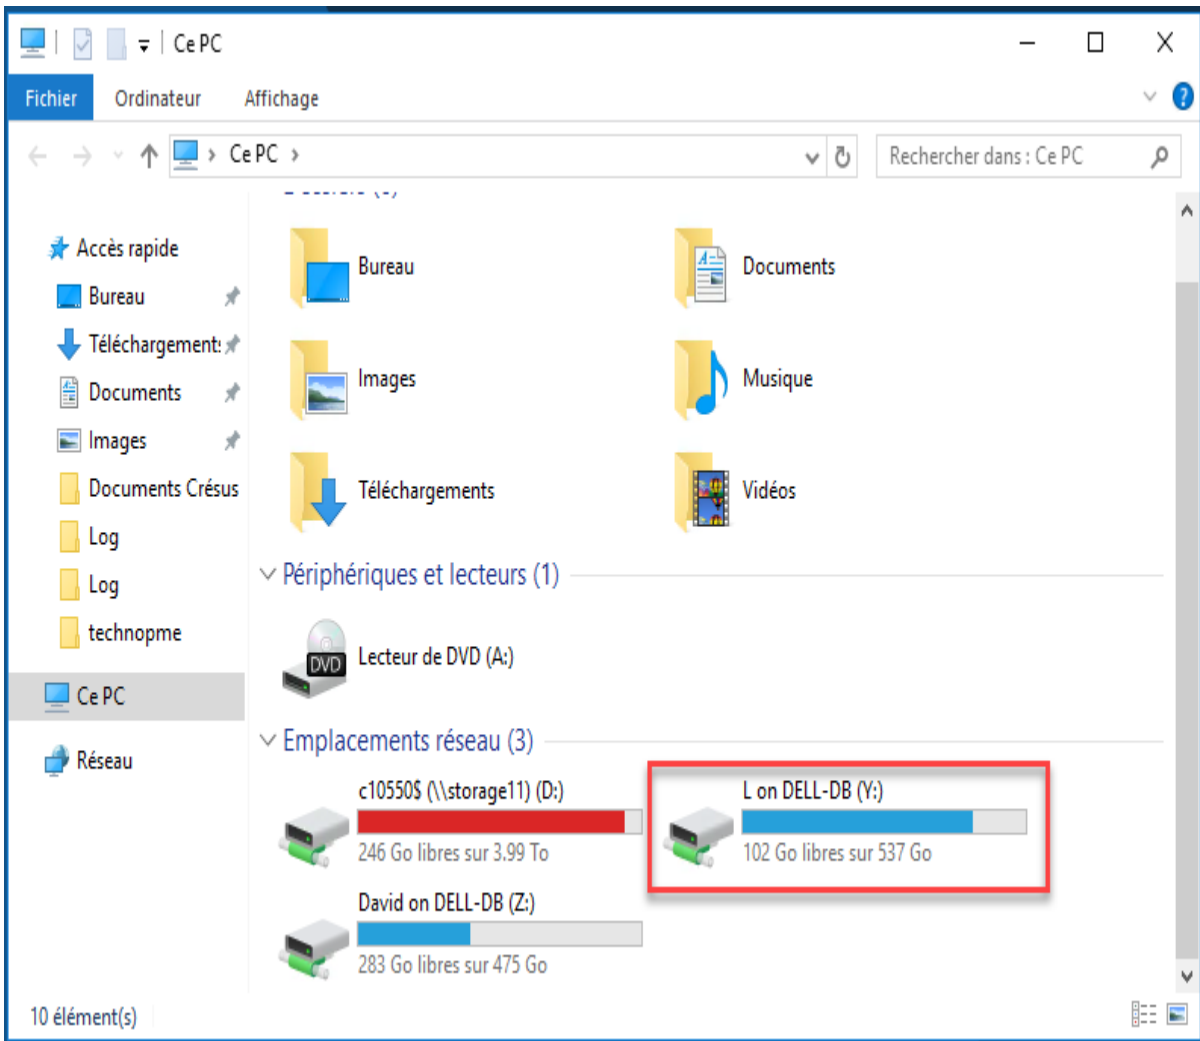 Ce PC
Fichier Ordinateur Affichage
Ce PC
Rechercher dans : Ce PC
Accès rapide
Bureau
Téléchargements
Documents
Images
Documents Crésus
Log
Log
technopme
Ce PC
Réseau
Bureau
Documents
Images
Musique
Téléchargements
Vidéos
Périphériques et lecteurs (1)
DVD
Lecteur de DVD (A:)
Emplacements réseau (3)
c10550$ (\\storage11) (D:)
246 Go libres sur 3.99 To
L on DELL-DB (Y:)
102 Go libres sur 537 Go
David on DELL-DB (Z:)
283 Go libres sur 475 Go
10 élément(s)